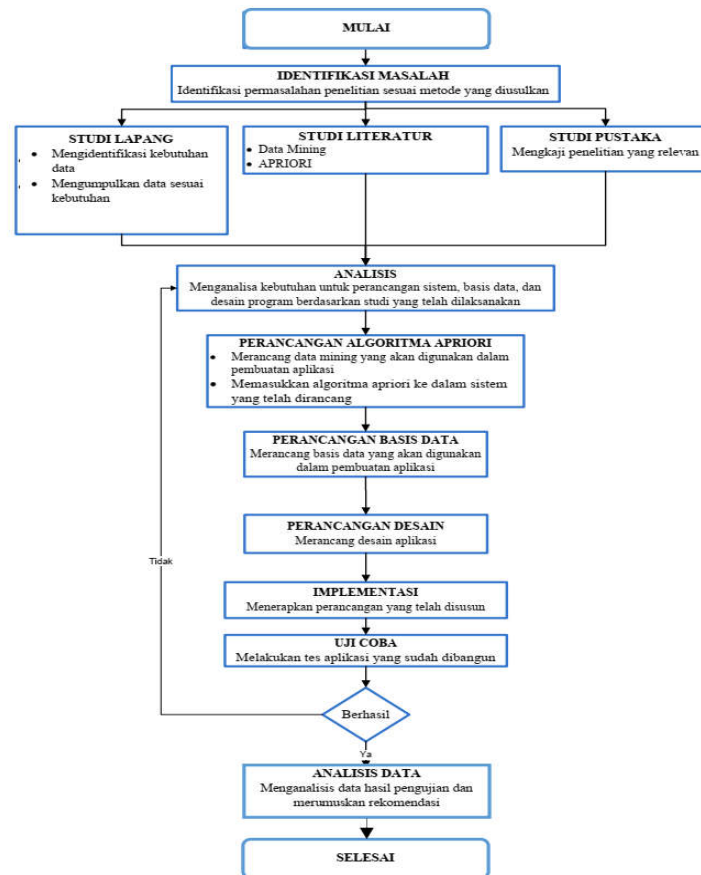 MULAI
IDENTIFIKASI MASALAH
Identifikasi permasalahan penelitian sesuai metode yang diusulkan
STUDI LAPANG
• Mengidentifikasi kebutuhan
data
• Mengumpulkan data sesuai
kebutuhan
STUDI LITERATUR
• Data Mining
• APRIORI
STUDI PUSTAKA
Mengkaji penelitian yang relevan
ANALISIS
Menganalisa kebutuhan untuk perancangan sistem, basis data, dan
desain program berdasarkan studi yang telah dilaksanakan
PERANCANGAN ALGORITMA APRIORI
• Merancang data mining yang akan digunakan dalam
pembuatan aplikasi
• Memasukkan algoritma apriori ke dalam sistem
yang telah dirancang
PERANCANGAN BASIS DATA
Merancang basis data yang akan digunakan
dalam pembuatan aplikasi
PERANCANGAN DESAIN
Merancang desain aplikasi
Tidak
IMPLEMENTASI
Menerapkan perancangan yang telah disusun
UJI COBA
Melakukan tes aplikasi yang sudah dibangun
Berhasil
Ya
ANALISIS DATA
Menganalisis data hasil pengujian dan
merumuskan rekomendasi
SELESAI